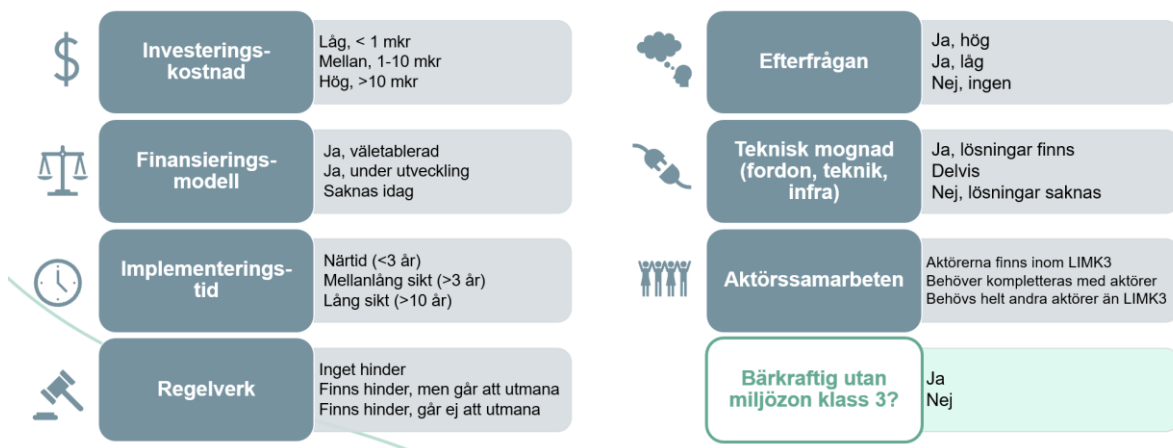 Investerings-
kostnad
Låg, < 1 mkr
Mellan, 1-10 mkr
Hög, >10 mkr
Finansierings-
modell
Ja, väletablerad
Ja, under utveckling
Saknas idag
Implementerings-
tid
Närtid (<3 år)
Mellanlång sikt (>3 år)
Lång sikt (>10 år)
Regelverk
Inget hinder
Finns hinder, men går att utmana
Finns hinder, går ej att utmana
Efterfrågan
Ja, hög
Ja, låg
Nej, ingen
Teknisk mognad
(fordon, teknik,
infra)
Ja, lösningar finns
Delvis
Nej, lösningar saknas
Aktörssamarbeten
Aktörerna finns inom LIMK3
Behöver kompletteras med aktörer
Behövs helt andra aktörer än LIMK3
Bärkraftig utan
miljözon klass 3?
Ja
Nej